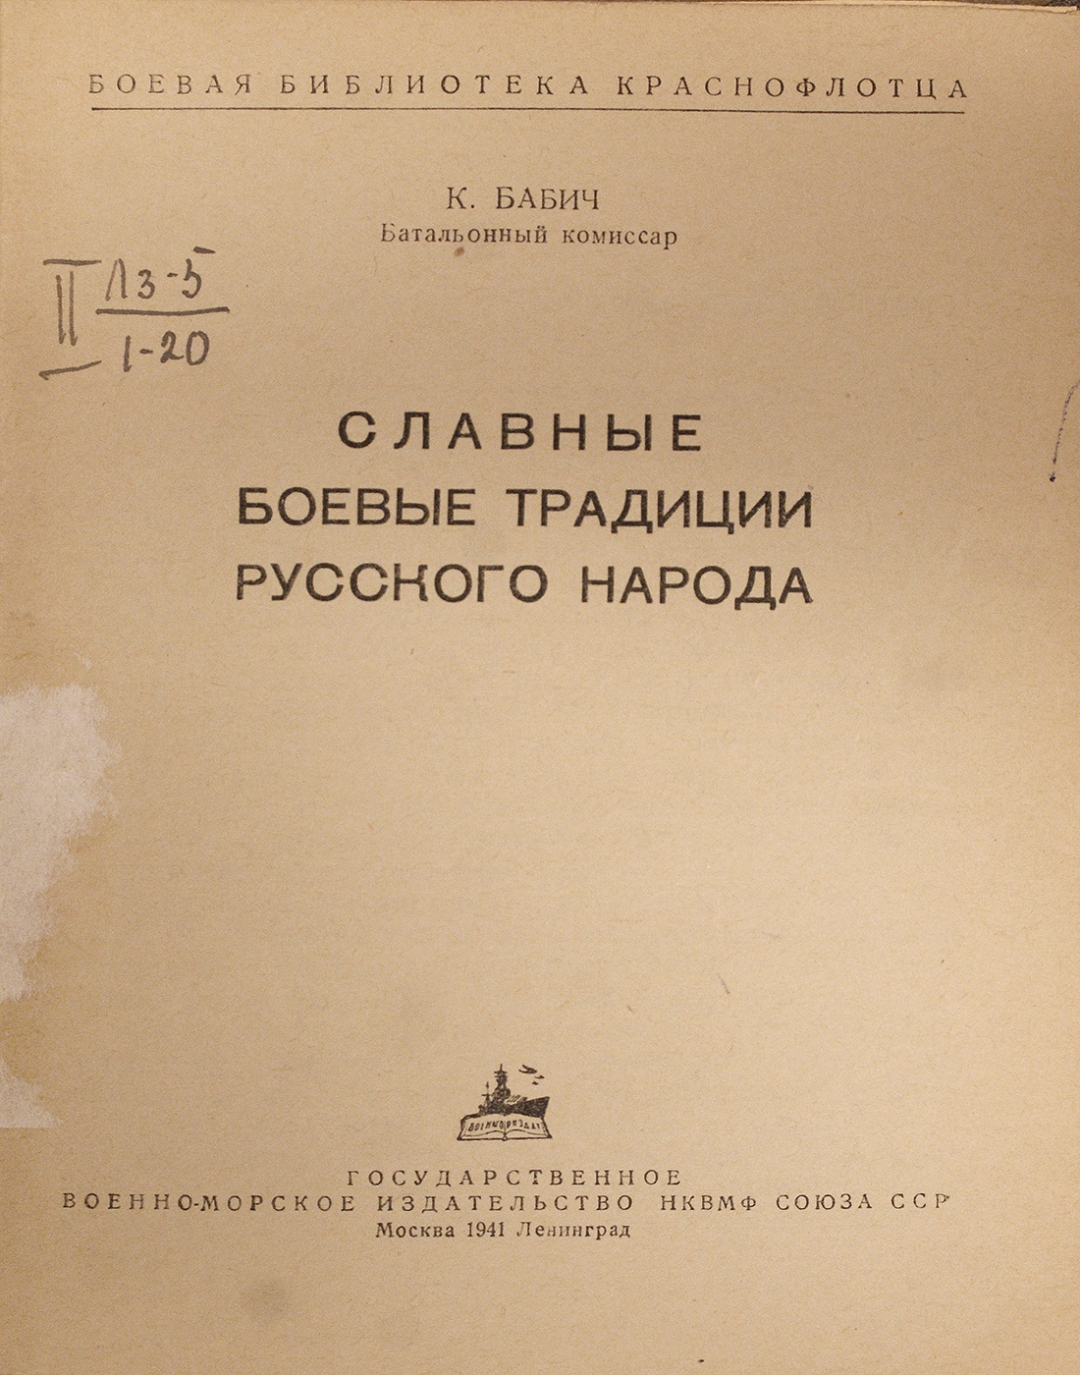 БОЕВАЯ БИБЛИОТЕКА КРАСНОФЛОТЦА
К. БАБИЧ
Батальонный комиссар
II Л3-5
1-20
СЛАВНЫЕ
БОЕВЫЕ ТРАДИЦИИ
РУССКОГО НАРОДА
ГОСУДАРСТВЕННОЕ
ВОЕННО-МОРСКОЕ ИЗДАТЕЛЬСТВО НКВМФ СОЮЗА ССР
Москва 1941 Ленинград